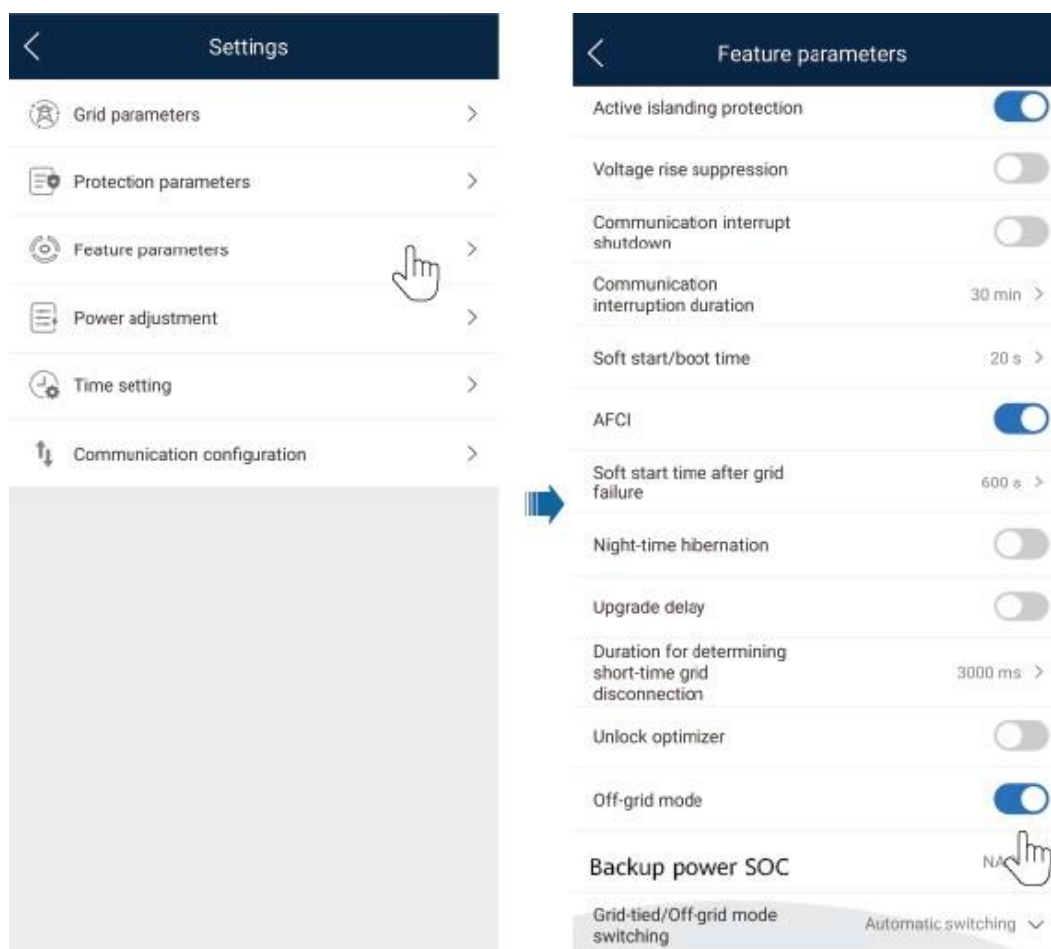 Settings
Grid parameters
Protection parameters
Feature parameters
Power adjustment
Time setting
Communication configuration
Feature parameters
Active islanding protection
Voltage rise suppression
Communication interrupt
shutdown
Communication
interruption duration
30 min
Soft start/boot time
20 s
AFCI
Soft start time after grid
failure
600 s
Night-time hibernation
Upgrade delay
Duration for determining
short-time grid
disconnection
3000 ms
Unlock optimizer
Off-grid mode
Backup power SOC
NA
Grid-tied/Off-grid mode
switching
Automatic switching